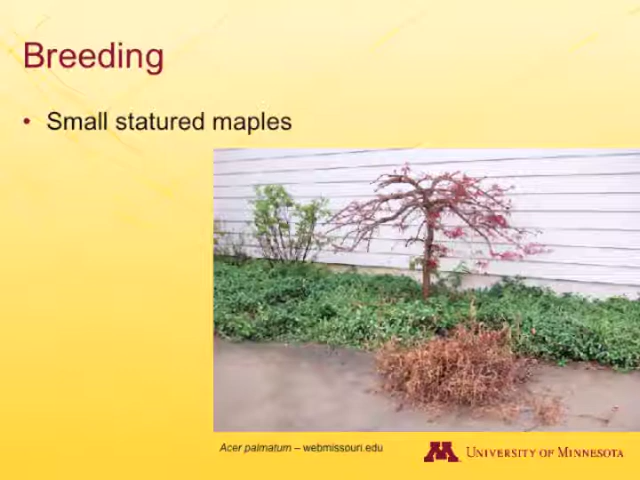 Breeding
• Small statured maples
Acer palmatum – webmissouri.edu
M University of Minnesota